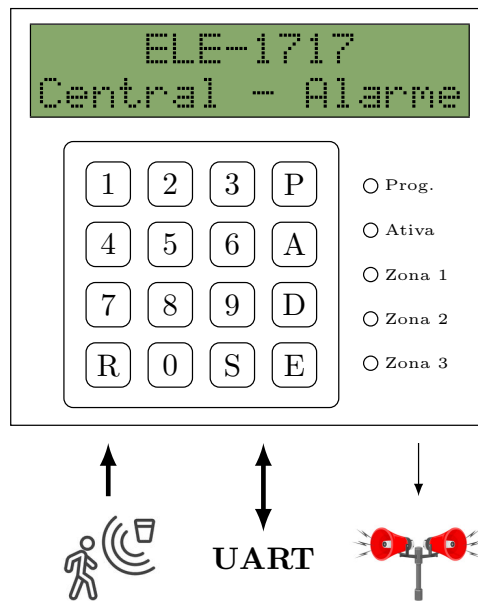 ELE-1717
Central - Alarme
1 2 3 P
4 5 6 A
7 8 9 D
R 0 S E
Prog.
Ativa
Zona 1
Zona 2
Zona 3
UART